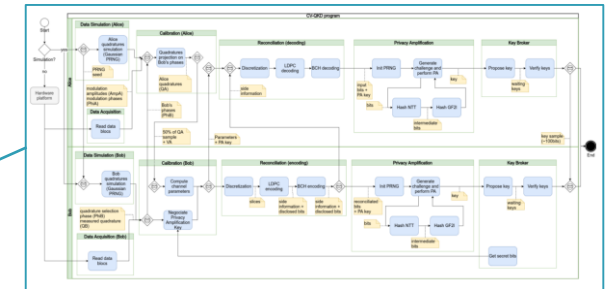 CV-QKD program
Start
Simulation?
yes
no
Hardware
platform
Alice
Data Simulation (Alice)
Alice
quadratures
simulation
(Gaussian
PRNG)
PRNG
seed
modulation
amplitudes (AmpA)
modulation phases
(PhiA)
Data Acquisition
Read data
blocs
Calibration (Alice)
Quadratures
projection on
Bob's phases
Alice
quadratures
(QA)
Bob's
phases
(PhiB)
50% of QA
sample
+ VA
Parameters
+ PA key
Reconciliation (decoding)
Discretization
LDPC
decoding
BCH decoding
side
information
Privacy Amplification
Init PRNG
Generate
challenge and
perform PA
key
input
bits +
PA key
bits
Hash NTT
Hash GF2l
intermediate
bits
Key Broker
Propose key
Verify keys
waiting
keys
key sample
(~100bits)
End
Bob
Data Simulation (Bob)
Bob
quadratures
simulation
(Gaussian
PRNG)
quadrature selection
phase (PhiB)
measured quadrature
(QB)
Data Acquisition (Bob)
Read data
blocs
Calibration (Bob)
Compute
channel
parameters
Negotiate
Privacy
Amplification
Key
Reconciliation (encoding)
Discretization
LDPC
encoding
BCH encoding
slices
side
information +
disclosed bits
side
information +
disclosed bits
Privacy Amplification
Init PRNG
Generate
challenge and
perform PA
key
reconciliated
bits
+ PA key
bits
Hash NTT
Hash GF2l
intermediate
bits
Key Broker
Propose key
Verify keys
waiting
keys
Get secret bits